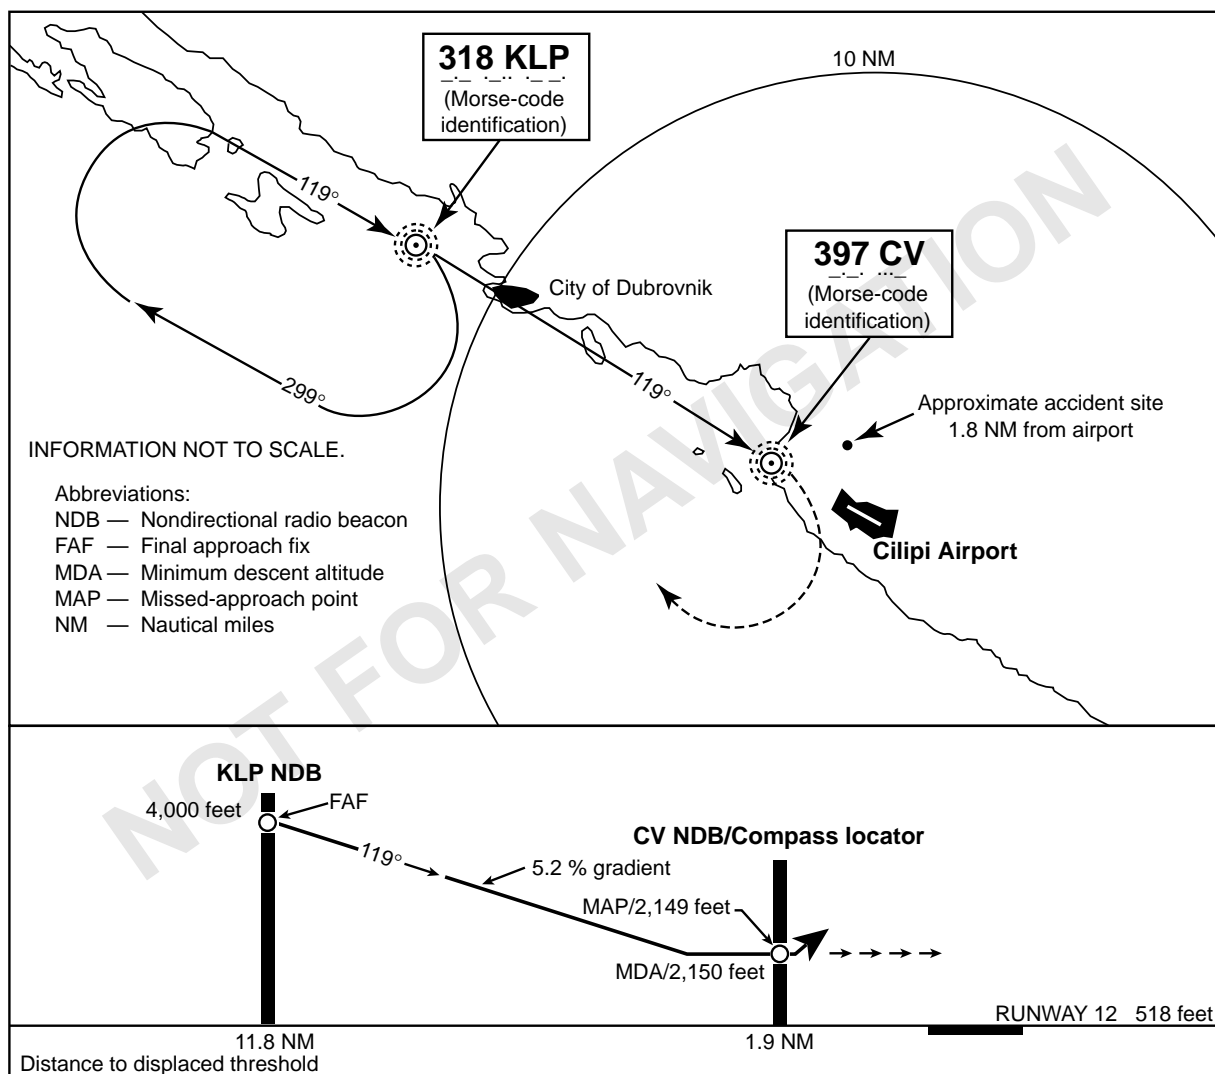 318 KLP
_._ ._.. ._ _.
(Morse-code
identification)
10 NM
119°
397 CV
_._. ..._
(Morse-code
identification)
City of Dubrovnik
119°
299°
Approximate accident site
1.8 NM from airport
INFORMATION NOT TO SCALE.
Abbreviations:
NDB — Nondirectional radio beacon
FAF — Final approach fix
MDA — Minimum descent altitude
MAP — Missed-approach point
NM — Nautical miles
Cilipi Airport
NOT FOR NAVIGATION
KLP NDB
4,000 feet
FAF
119°
5.2 % gradient
CV NDB/Compass locator
MAP/2,149 feet
MDA/2,150 feet
RUNWAY 12 518 feet
11.8 NM
1.9 NM
Distance to displaced threshold